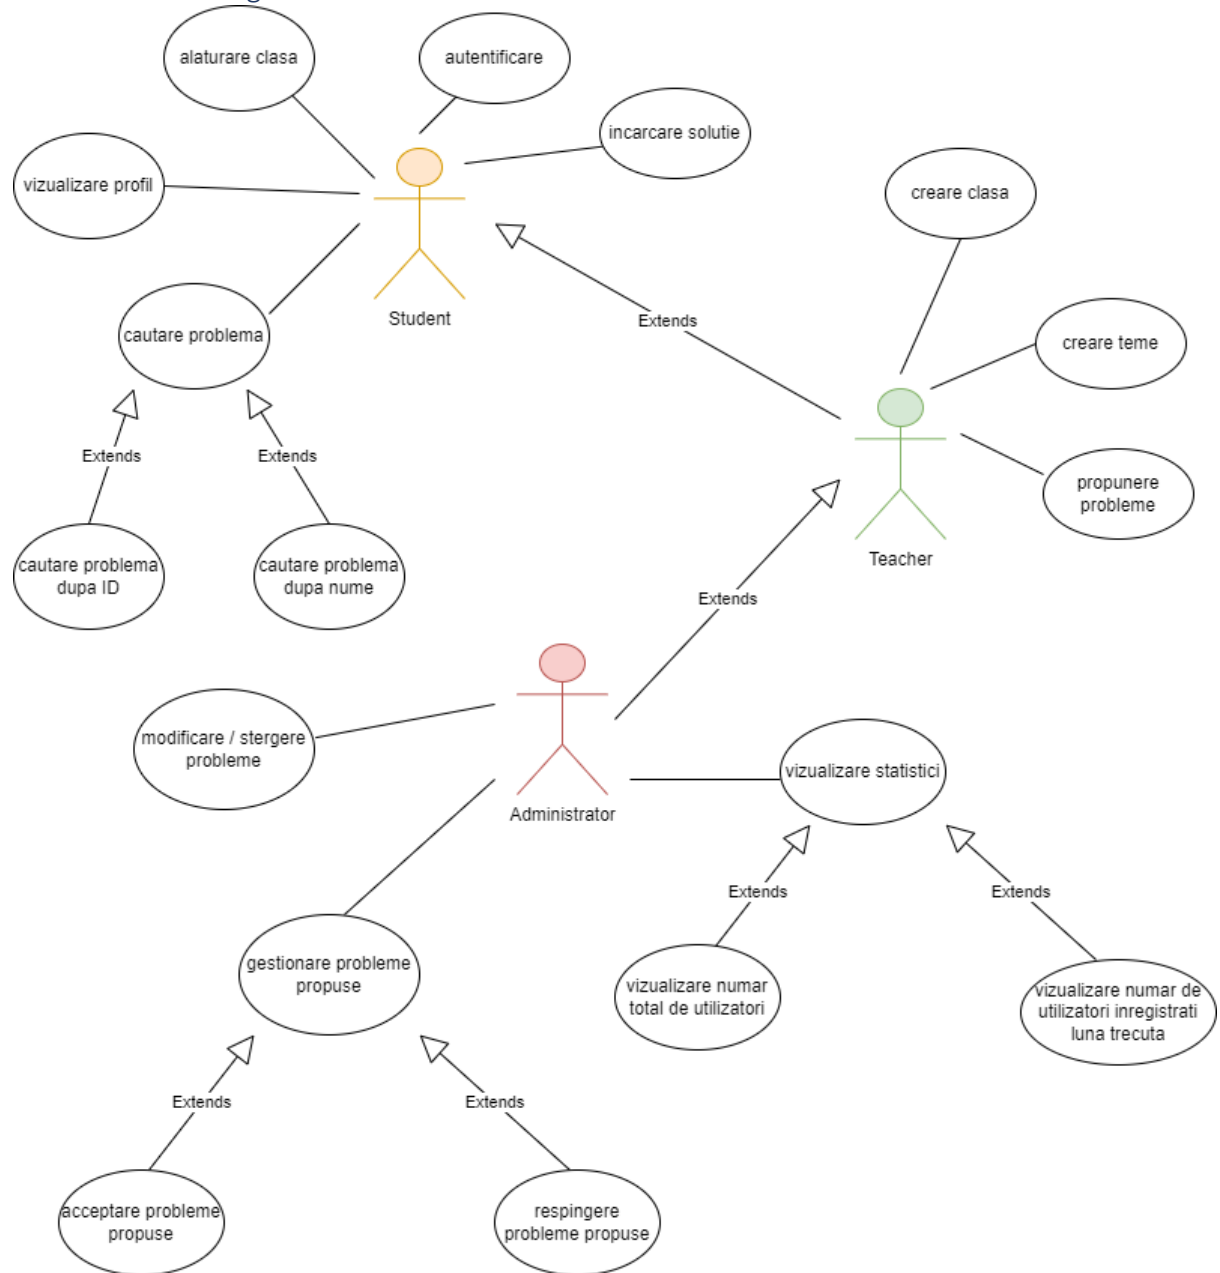 alaturare clasa
autentificare
incarcare solutie
vizualizare profil
creare clasa
Student
Extends
cautare problema
creare teme
Extends
Extends
propunere
probleme
Teacher
cautare problema
dupa ID
cautare problema
dupa nume
Extends
modificare / stergere
probleme
Administrator
vizualizare statistici
Extends
Extends
gestionare probleme
propuse
vizualizare numar
total de utilizatori
vizualizare numar de
utilizatori inregistrati
luna trecuta
Extends
Extends
acceptare probleme
propuse
respingere
probleme propuse